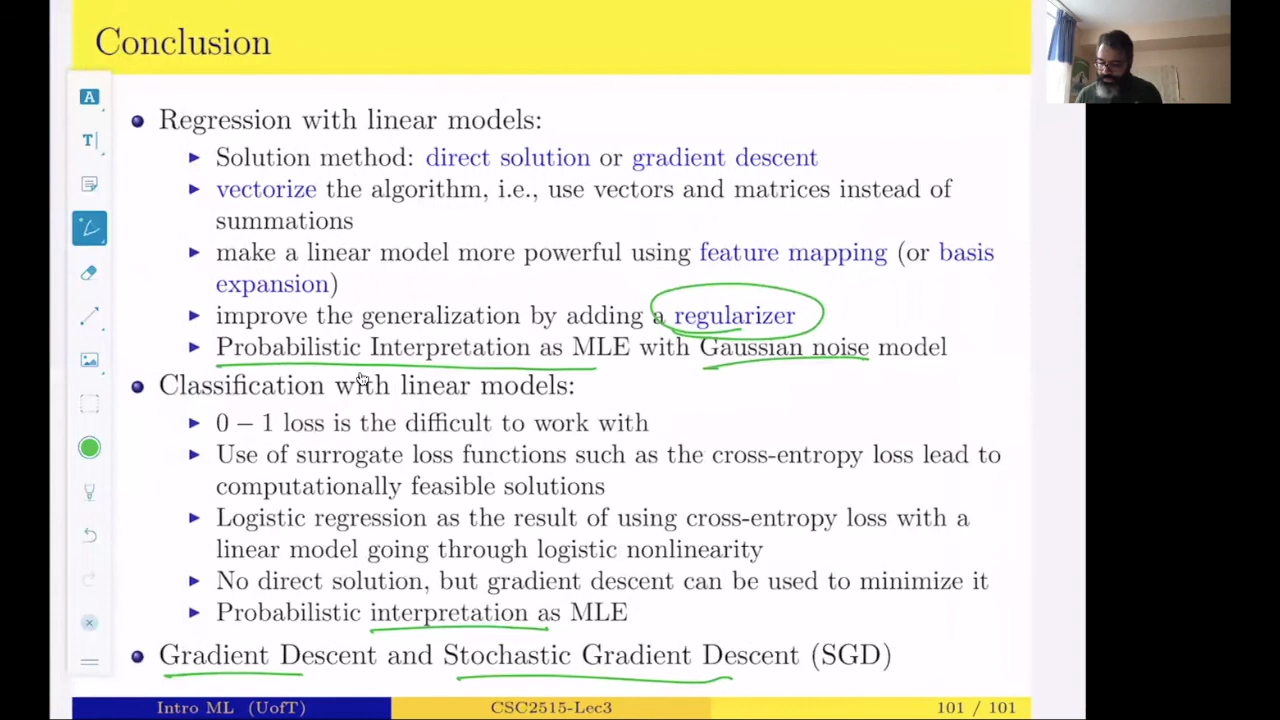 Conclusion
A
T
Regression with linear models:
Solution method: direct solution or gradient descent
vectorize the algorithm, i.e., use vectors and matrices instead of
summations
make a linear model more powerful using feature mapping (or basis
expansion)
improve the generalization by adding a regularizer
Probabilistic Interpretation as MLE with Gaussian noise model
Classification with linear models:
0 − 1 loss is the difficult to work with
Use of surrogate loss functions such as the cross-entropy loss lead to
computationally feasible solutions
Logistic regression as the result of using cross-entropy loss with a
linear model going through logistic nonlinearity
No direct solution, but gradient descent can be used to minimize it
Probabilistic interpretation as MLE
Gradient Descent and Stochastic Gradient Descent (SGD)
Intro ML (UofT) CSC2515-Lec3 101 / 101